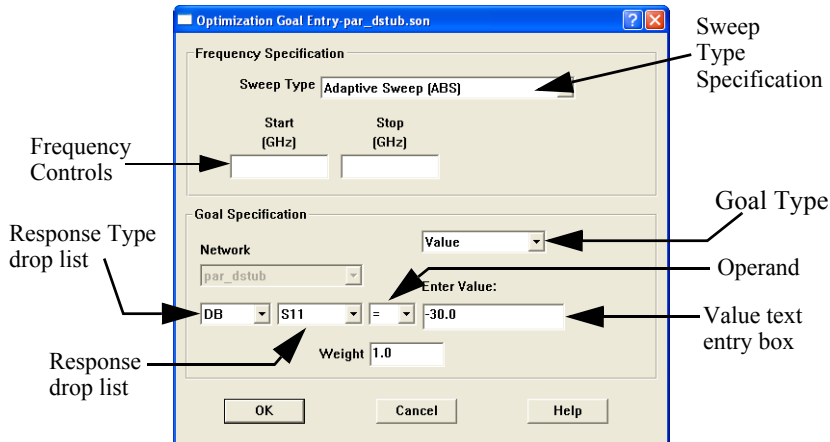 Optimization Goal Entry-par_dstub.son
Sweep
Type
Specification
Frequency Specification
Sweep Type Adaptive Sweep (ABS)
Start
(GHz)
Stop
(GHz)
Frequency
Controls
Goal Specification
Goal Type
Response Type
drop list
Network
Value
par_dstub
Operand
Enter Value:
DB S11 = -30.0
Value text
entry box
Response
drop list
Weight 1.0
OK Cancel Help